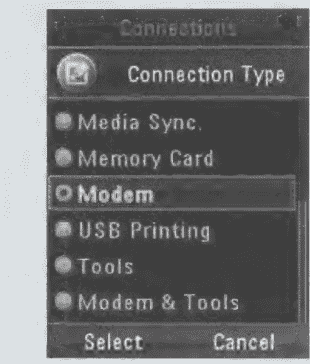 Connections
Connection Type
Media Sync.
Memory Card
Modem
USB Printing
Tools
Modem & Tools
Select Cancel